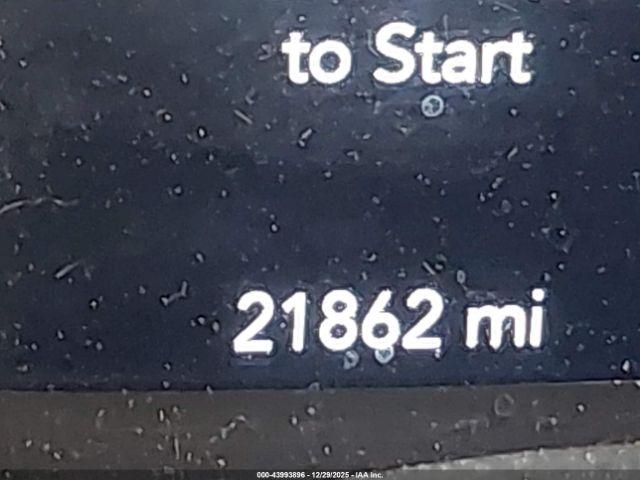 to Start
21862 mi
000-43993896 - 12/29/2025 - IAA Inc.